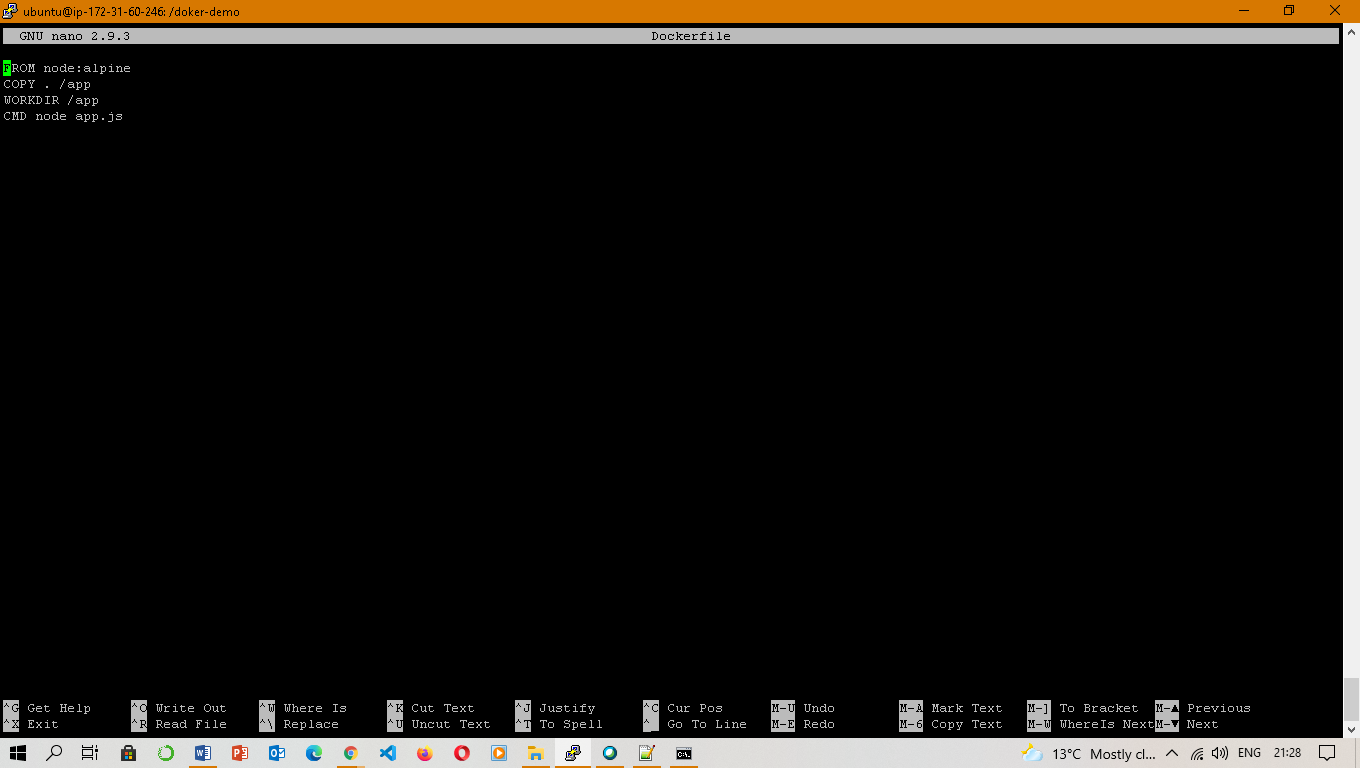 ubuntu@ip-172-31-60-246: /doker-demo
GNU nano 2.9.3 Dockerfile
FROM node:alpine
COPY . /app
WORKDIR /app
CMD node app.js
^G Get Help ^O Write Out ^W Where Is ^K Cut Text ^J Justify ^C Cur Pos M-U Undo M-A Mark Text M-] To Bracket M-▲ Previous
^X Exit ^R Read File ^\ Replace ^U Uncut Text ^T To Spell ^_ Go To Line M-E Redo M-6 Copy Text M-W WhereIs Next M-▼ Next
13°C Mostly cl... ENG 21:28